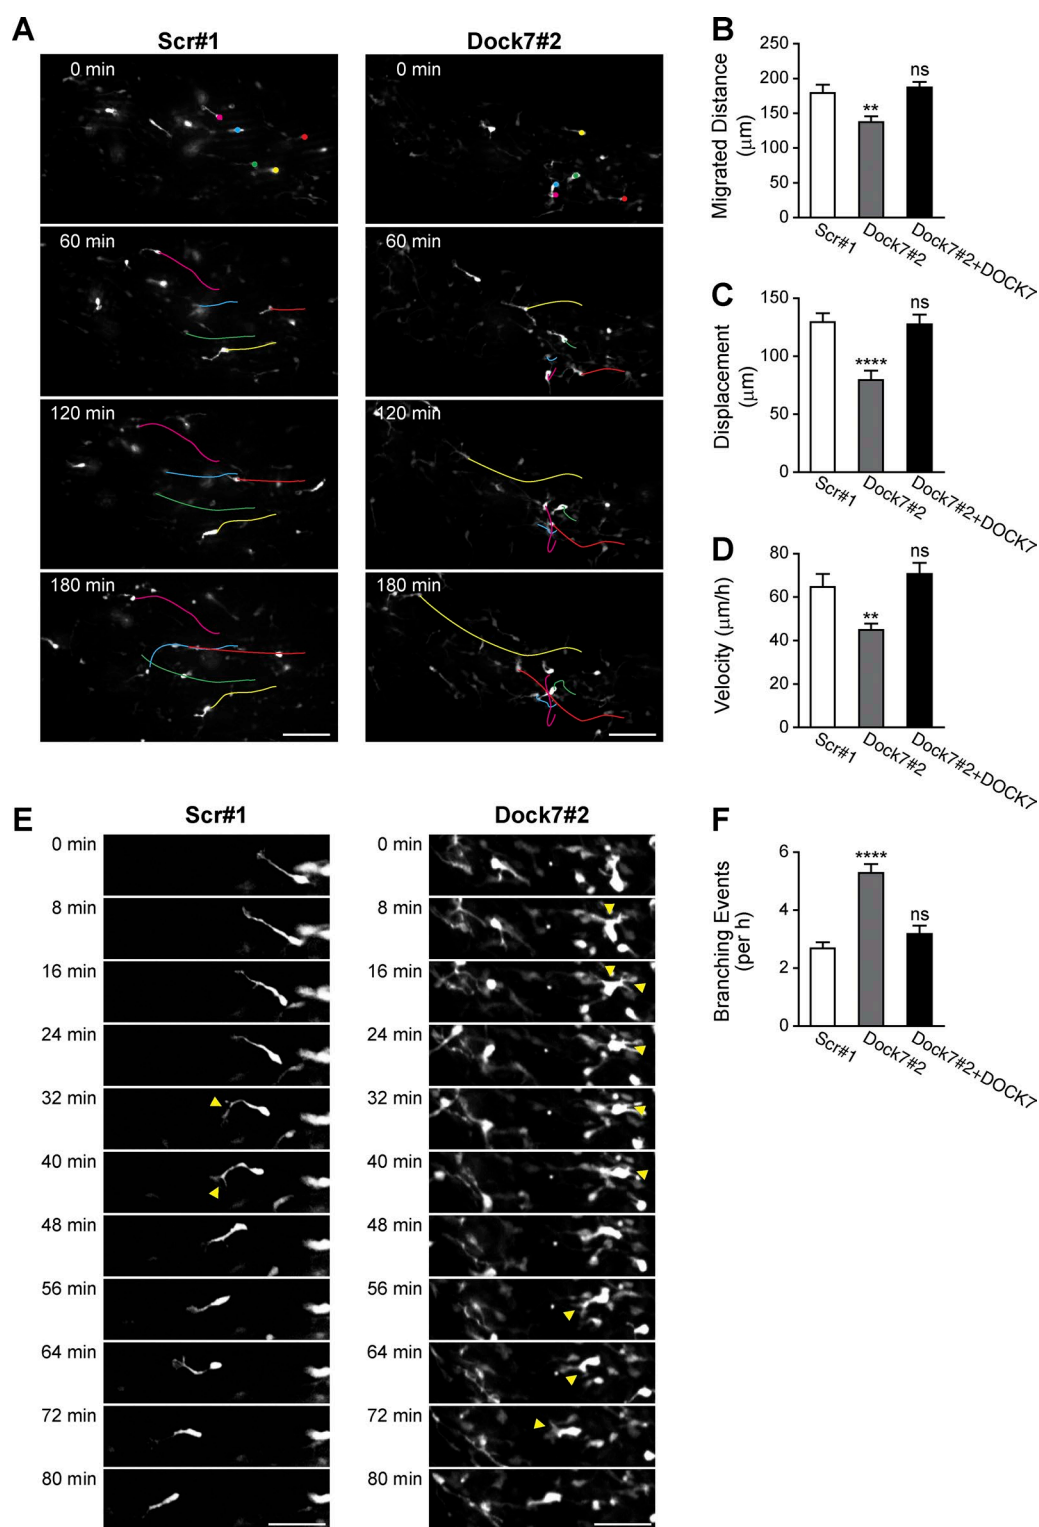 A
Scr#1
Dock7#2
0 min
0 min
60 min
60 min
120 min
120 min
180 min
180 min
B
Migrated Distance
(μm)
250
200
150
100
50
0
**
ns
Scr#1
Dock7#2
Dock7#2+DOCK7
C
Displacement
(μm)
150
100
50
0
****
ns
Scr#1
Dock7#2
Dock7#2+DOCK7
D
Velocity (μm/h)
80
60
40
20
0
**
ns
Scr#1
Dock7#2
Dock7#2+DOCK7
E
Scr#1
Dock7#2
0 min
0 min
8 min
8 min
16 min
16 min
24 min
24 min
32 min
32 min
40 min
40 min
48 min
48 min
56 min
56 min
64 min
64 min
72 min
72 min
80 min
80 min
F
Branching Events
(per h)
6
4
2
0
****
ns
Scr#1
Dock7#2
Dock7#2+DOCK7